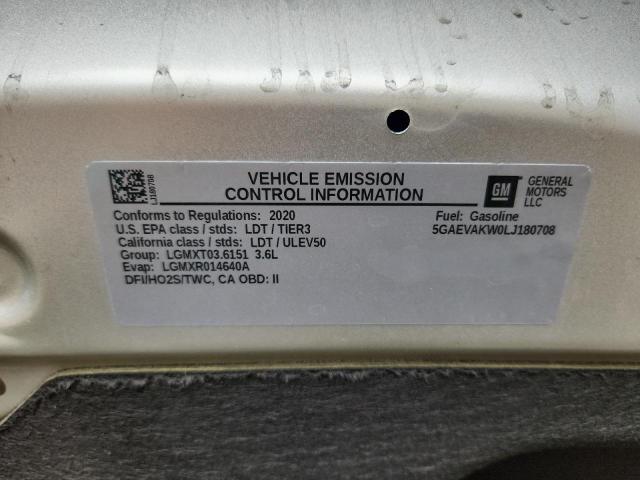 LJ180708
VEHICLE EMISSION
CONTROL INFORMATION
GM
GENERAL
MOTORS
LLC
Conforms to Regulations: 2020
U.S. EPA class / stds: LDT / TIER3
California class / stds: LDT / ULEV50
Group: LGMXT03.6151 3.6L
Evap: LGMXR014640A
DFI/HO2S/TWC, CA OBD: II
Fuel: Gasoline
5GAEVAKW0LJ180708